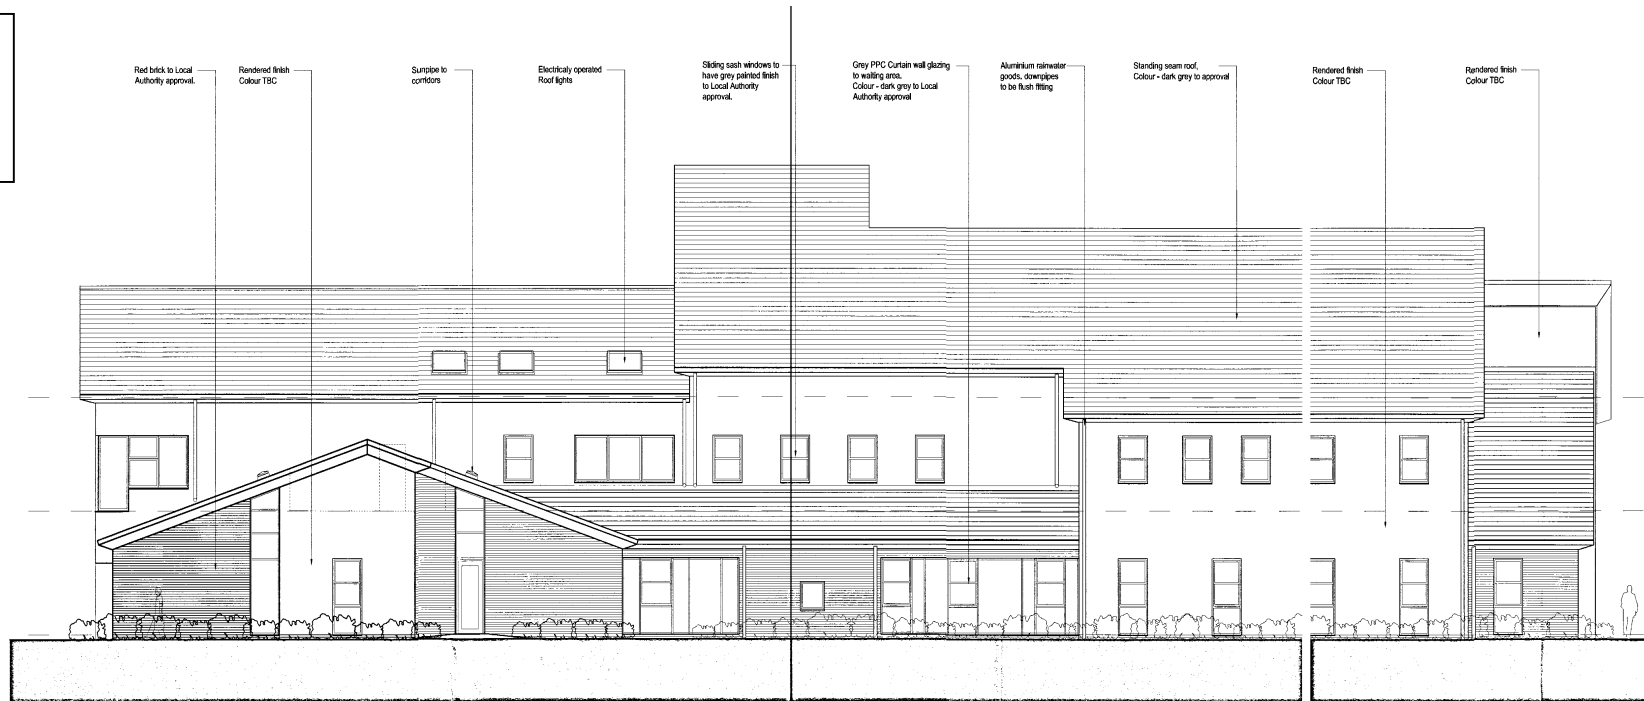 Red brick to Local
Authority approval.
Rendered finish
Colour TBC
Sunpipe to
corridors
Electricaly operated
Roof lights
Sliding sash windows to
have grey painted finish
to Local Authority
approval.
Grey PPC Curtain wall glazing
to waiting area.
Colour - dark grey to Local
Authority approval
Aluminium rainwater
goods, downpipes
to be flush fitting
Standing seam roof,
Colour - dark grey to approval
Rendered finish
Colour TBC
Rendered finish
Colour TBC